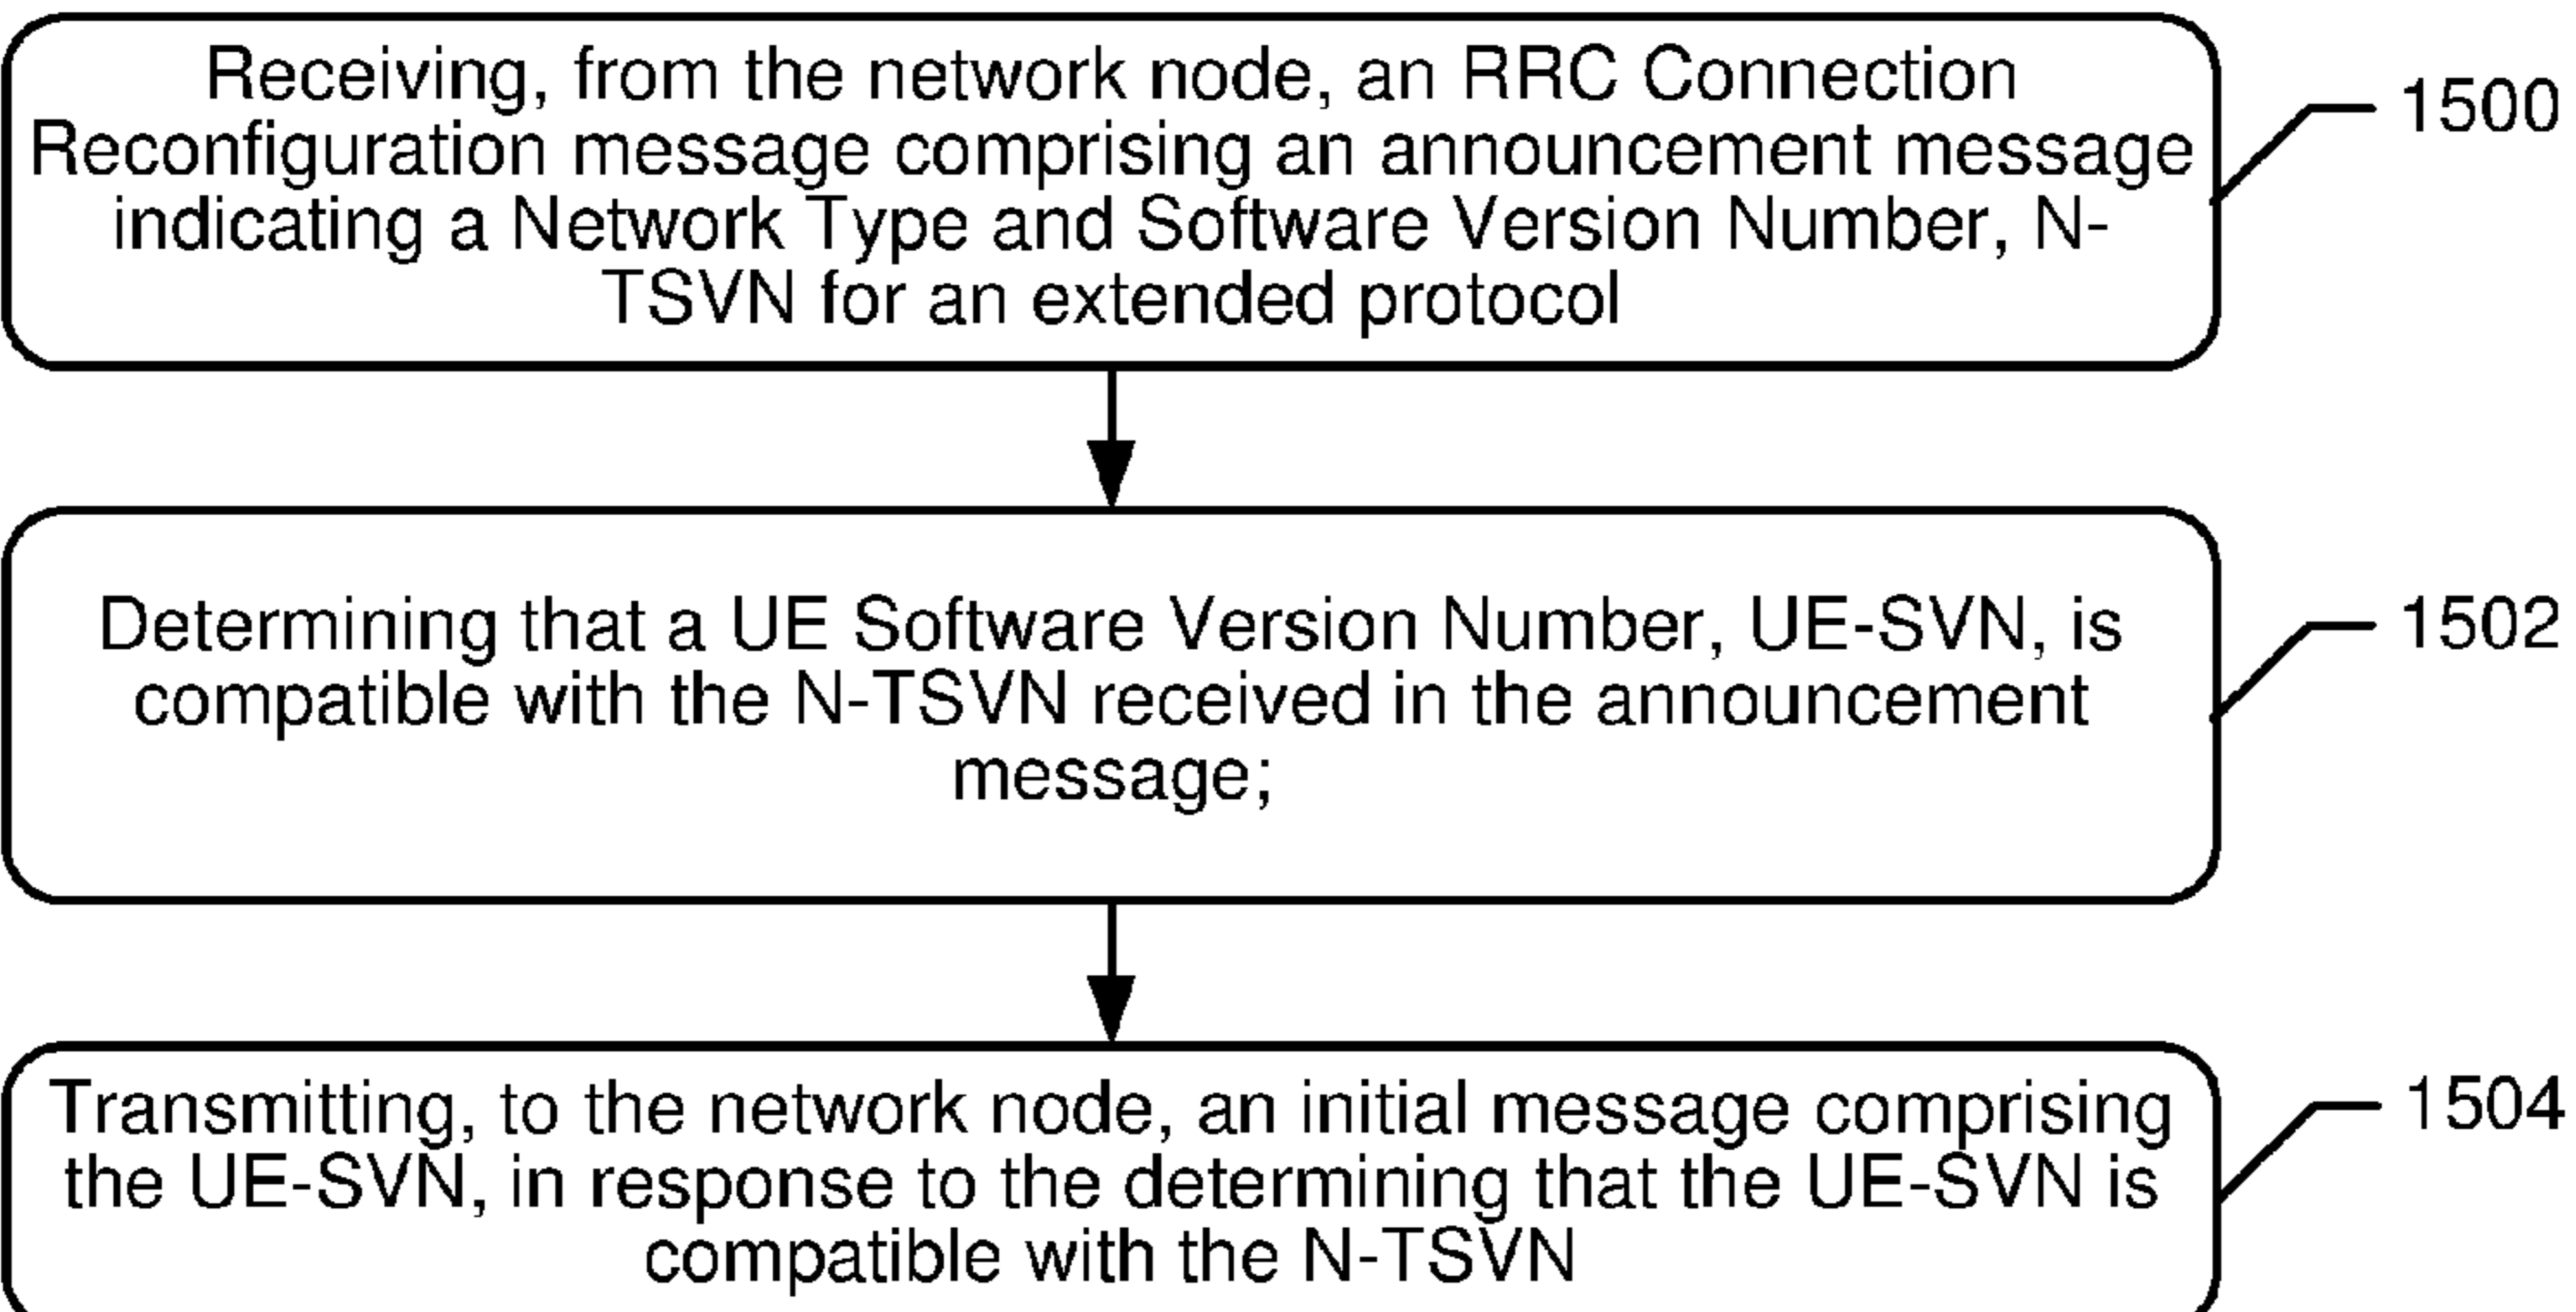 Receiving, from the network node, an RRC Connection
Reconfiguration message comprising an announcement message
indicating a Network Type and Software Version Number, N-
TSVN for an extended protocol
1500
Determining that a UE Software Version Number, UE-SVN, is
compatible with the N-TSVN received in the announcement
message;
1502
Transmitting, to the network node, an initial message comprising
the UE-SVN, in response to the determining that the UE-SVN is
compatible with the N-TSVN
1504